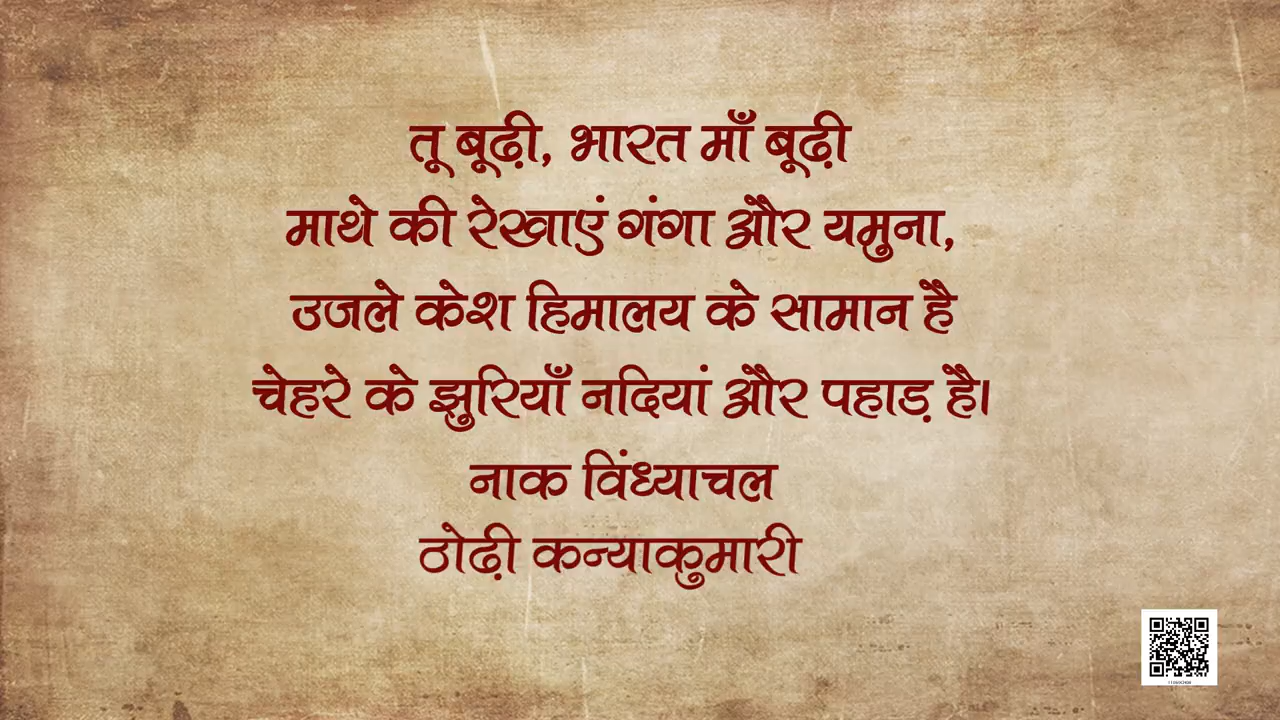 तू बूढ़ी, भारत माँ बूढ़ी
माथे की रेखाएं गंगा और यमुना,
उजले केश हिमालय के सामान है
चेहरे के झुरियाँ नदियां और पहाड़ है।
नाक विंध्याचल
ठोढ़ी कन्याकुमारी